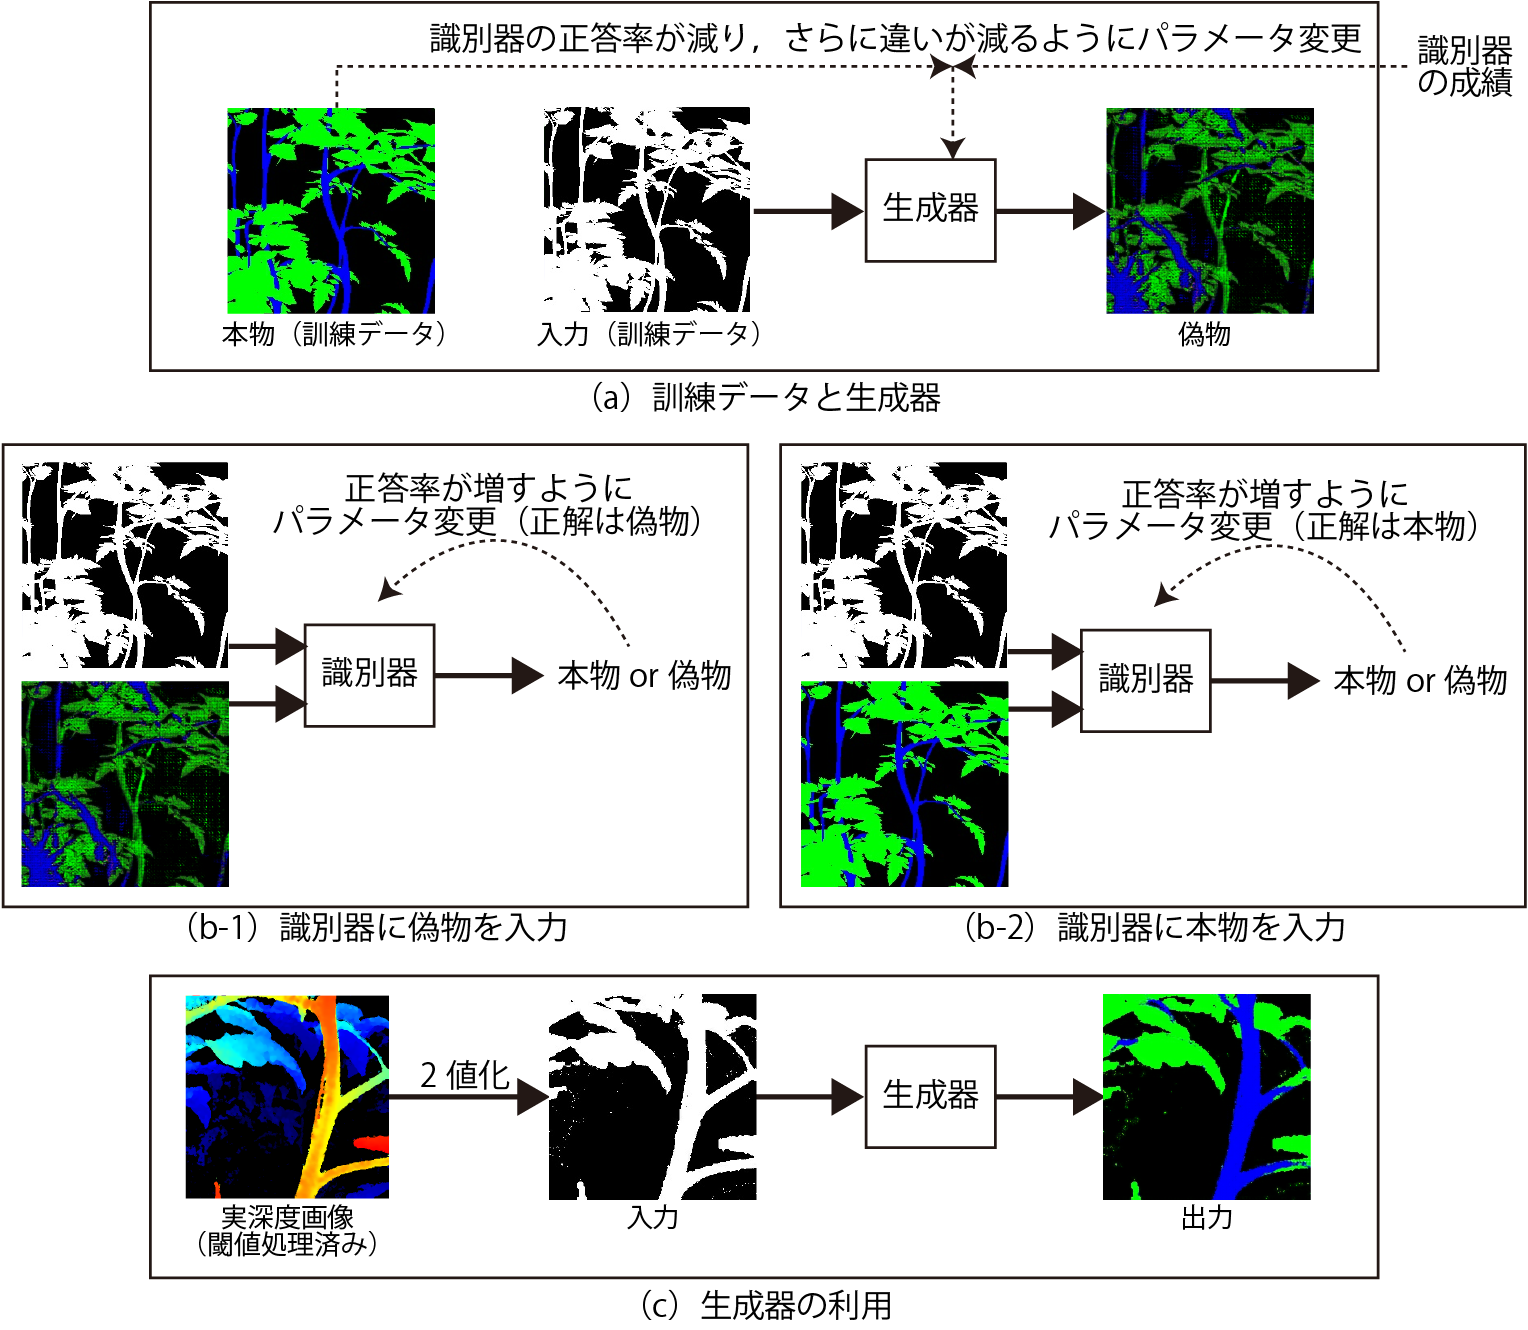 識別器の正答率が減り，さらに違いが減るようにパラメータ変更
識別器
の成績
生成器
本物（訓練データ）
入力（訓練データ）
偽物
（a）訓練データと生成器
正答率が増すように
パラメータ変更（正解は偽物）
識別器
本物 or 偽物
（b-1）識別器に偽物を入力
正答率が増すように
パラメータ変更（正解は本物）
識別器
本物 or 偽物
（b-2）識別器に本物を入力
2 値化
生成器
実深度画像
（閾値処理済み）
入力
出力
（c）生成器の利用